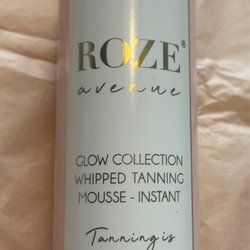 ROZE®
avenue
GLOW COLLECTION
WHIPPED TANNING
MOUSSE - INSTANT
Tanning is